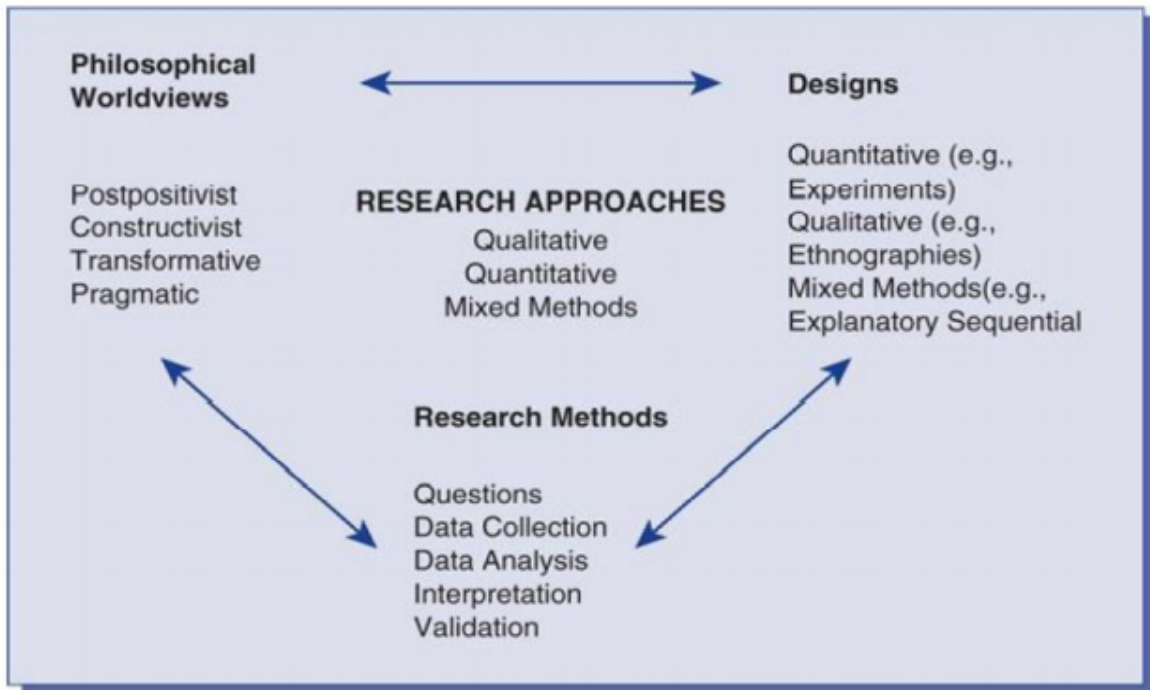 Philosophical
Worldviews
Postpositivist
Constructivist
Transformative
Pragmatic
RESEARCH APPROACHES
Qualitative
Quantitative
Mixed Methods
Designs
Quantitative (e.g.,
Experiments)
Qualitative (e.g.,
Ethnographies)
Mixed Methods(e.g.,
Explanatory Sequential
Research Methods
Questions
Data Collection
Data Analysis
Interpretation
Validation